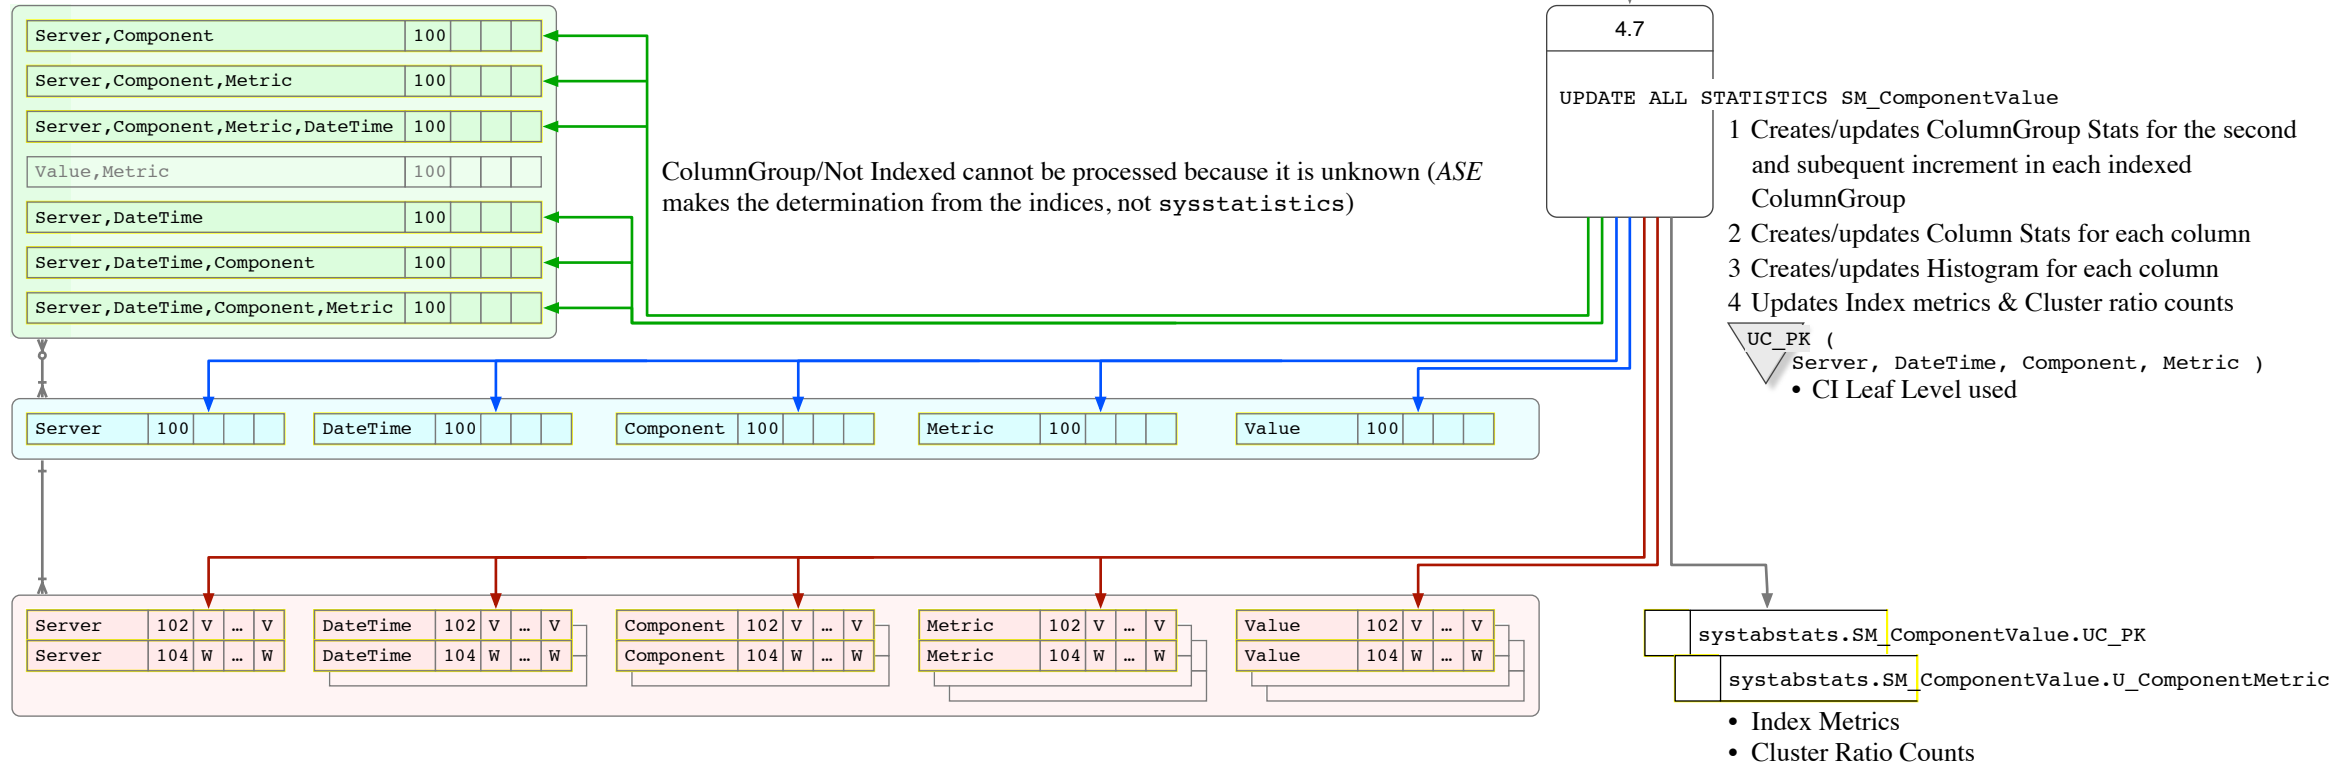 Server,Component 100
Server,Component,Metric 100
Server,Component,Metric,DateTime 100
Value,Metric 100
Server,DateTime 100
Server,DateTime,Component 100
Server,DateTime,Component,Metric 100
ColumnGroup/Not Indexed cannot be processed because it is unknown (ASE
makes the determination from the indices, not sysstatistics)
4.7
UPDATE ALL STATISTICS SM_ComponentValue
1 Creates/updates ColumnGroup Stats for the second
and subequent increment in each indexed
ColumnGroup
2 Creates/updates Column Stats for each column
3 Creates/updates Histogram for each column
4 Updates Index metrics & Cluster ratio counts
UC_PK (
Server, DateTime, Component, Metric )
• CI Leaf Level used
Server 100 DateTime 100 Component 100 Metric 100 Value 100
Server 102 V … V DateTime 102 V … V Component 102 V … V Metric 102 V … V Value 102 V … V
Server 104 W … W DateTime 104 W … W Component 104 W … W Metric 104 W … W Value 104 W … W
systabstats.SM_ComponentValue.UC_PK
systabstats.SM_ComponentValue.U_ComponentMetric
• Index Metrics
• Cluster Ratio Counts